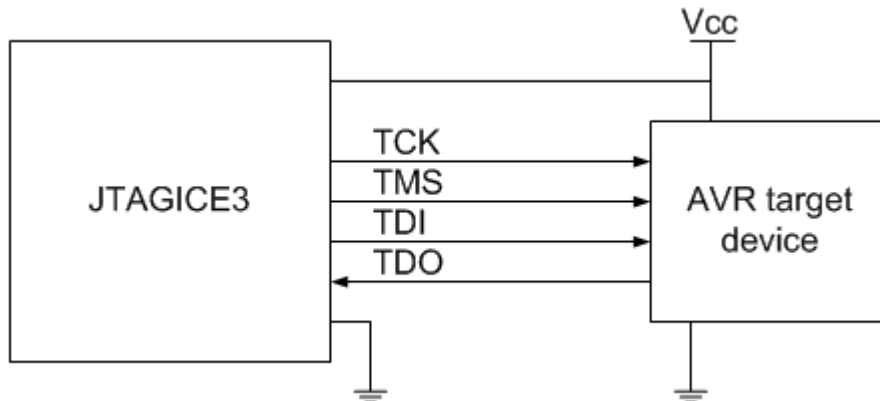 Vcc
TCK
TMS
TDI
TDO
JTAGICE3
AVR target
device